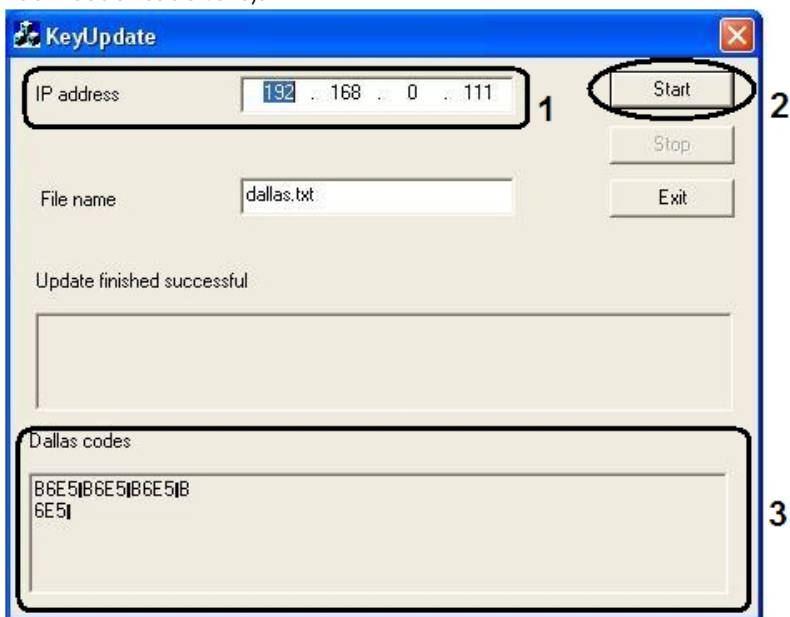 KeyUpdate
IP address 192 . 168 . 0 . 111 1
Start 2
Stop
File name dallas.txt
Exit
Update finished successful
Dallas codes
B6E5|B6E5|B6E5|B
6E5|
3